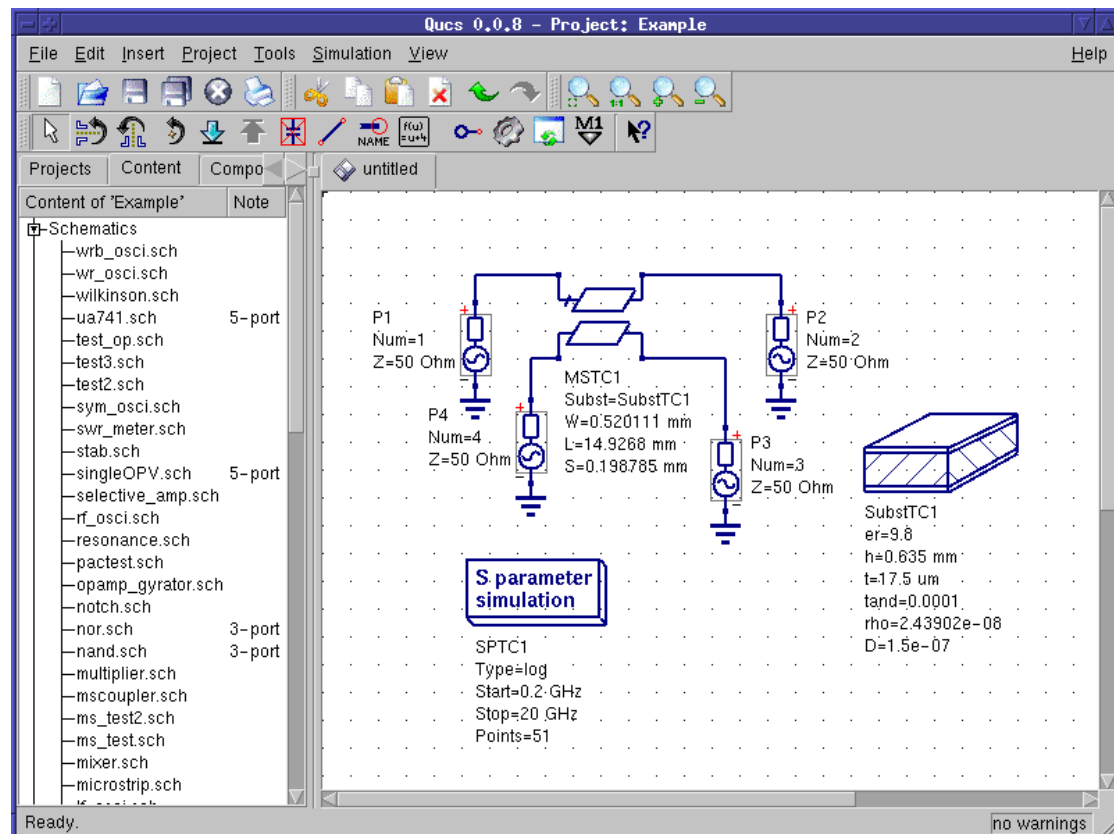 Qucs 0.0.8 - Project: Example
File Edit Insert Project Tools Simulation View Help
1:1
NAME
f(u)
=u+4
M1
?
Projects Content Compo
untitled
Content of 'Example' Note
Schematics
wrb_osci.sch
wr_osci.sch
wilkinson.sch
ua741.sch 5-port
test_op.sch
test3.sch
test2.sch
sym_osci.sch
swr_meter.sch
stab.sch
singleOPV.sch 5-port
selective_amp.sch
rf_osci.sch
resonance.sch
pactest.sch
opamp_gyrator.sch
notch.sch
nor.sch 3-port
nand.sch 3-port
multiplier.sch
mscoupler.sch
ms_test2.sch
ms_test.sch
mixer.sch
microstrip.sch
P1
Num=1
Z=50 Ohm
P2
Num=2
Z=50 Ohm
MSTC1
Subst=SubstTC1
W=0.520111 mm
L=14.9268 mm
S=0.198785 mm
P4
Num=4
Z=50 Ohm
P3
Num=3
Z=50 Ohm
SubstTC1
er=9.8
h=0.635 mm
t=17.5 um
tand=0.0001
rho=2.43902e-08
D=1.5e-07
S parameter
simulation
SPTC1
Type=log
Start=0.2 GHz
Stop=20 GHz
Points=51
Ready. no warnings